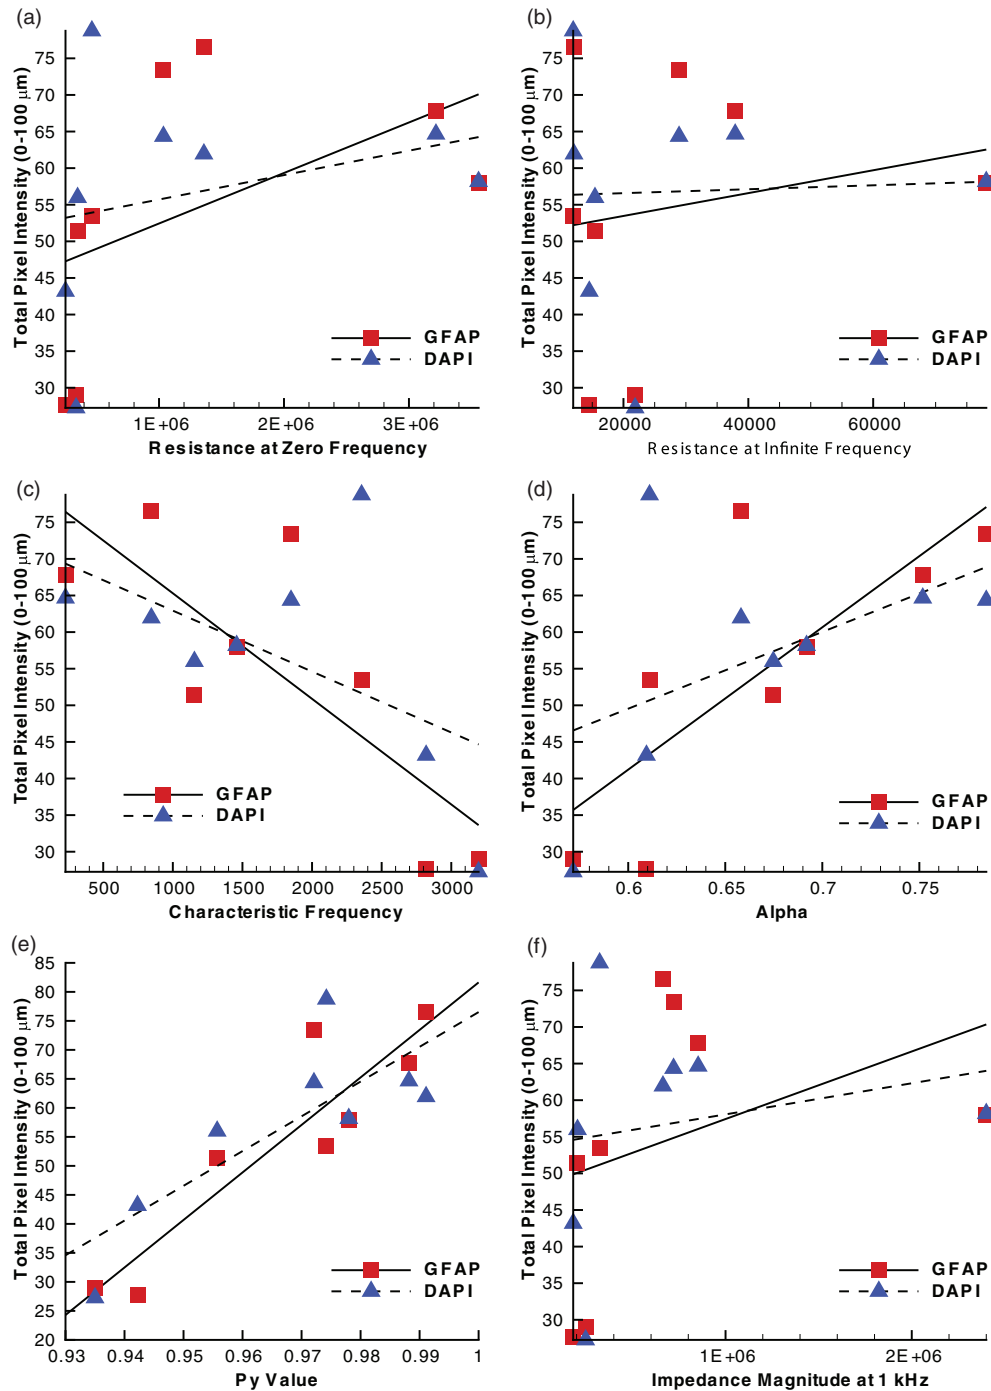 (a)
Total Pixel Intensity (0-100 μm)
75
70
65
60
55
50
45
40
35
30
GFAP
DAPI
1E+06
2E+06
3E+06
Resistance at Zero Frequency
(b)
Total Pixel Intensity (0-100 μm)
75
70
65
60
55
50
45
40
35
30
GFAP
DAPI
20000
40000
60000
Resistance at Infinite Frequency
(c)
Total Pixel Intensity (0-100 μm)
75
70
65
60
55
50
45
40
35
30
GFAP
DAPI
500
1000
1500
2000
2500
3000
Characteristic Frequency
(d)
Total Pixel Intensity (0-100 μm)
75
70
65
60
55
50
45
40
35
30
GFAP
DAPI
0.6
0.65
0.7
0.75
Alpha
(e)
Total Pixel Intensity (0-100 μm)
85
80
75
70
65
60
55
50
45
40
35
30
25
20
GFAP
DAPI
0.93
0.94
0.95
0.96
0.97
0.98
0.99
1
Py Value
(f)
Total Pixel Intensity (0-100 μm)
75
70
65
60
55
50
45
40
35
30
GFAP
DAPI
1E+06
2E+06
Impedance Magnitude at 1 kHz